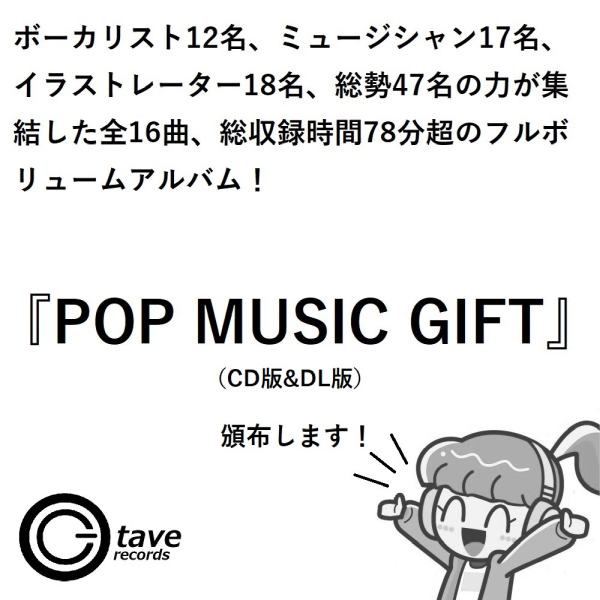 ボーカリスト12名、ミュージシャン17名、
イラストレーター18名、総勢47名の力が集
結した全16曲、総収録時間78分超のフルボ
リュームアルバム！
『POP MUSIC GIFT』
（CD版&DL版）
頒布します！
tave
records